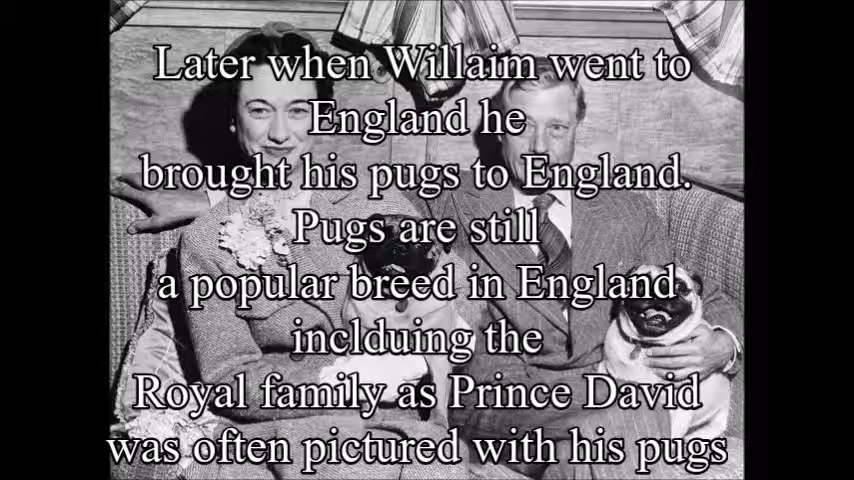 Later when Willaim went to
England he
brought his pugs to England.
Pugs are still
a popular breed in England
inclduing the
Royal family as Prince David
was often pictured with his pugs